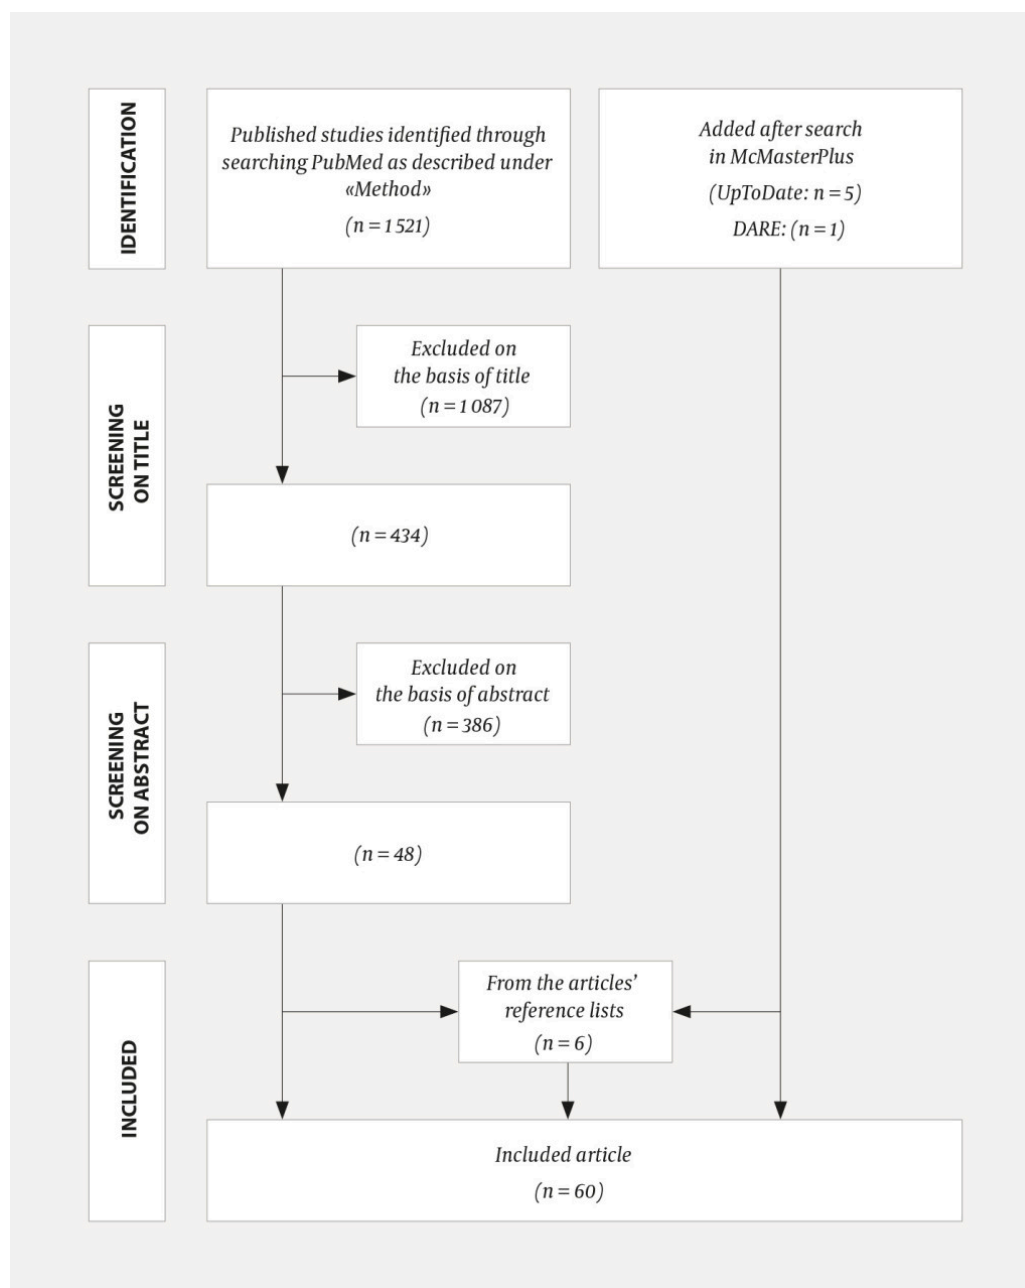 IDENTIFICATION
Published studies identified through
searching PubMed as described under
«Method»
(n = 1 521)
Added after search
in McMasterPlus
(UpToDate: n = 5)
DARE: (n = 1)
SCREENING
ON TITLE
Excluded on
the basis of title
(n = 1 087)
(n = 434)
SCREENING
ON ABSTRACT
Excluded on
the basis of abstract
(n = 386)
(n = 48)
INCLUDED
From the articles’
reference lists
(n = 6)
Included article
(n = 60)